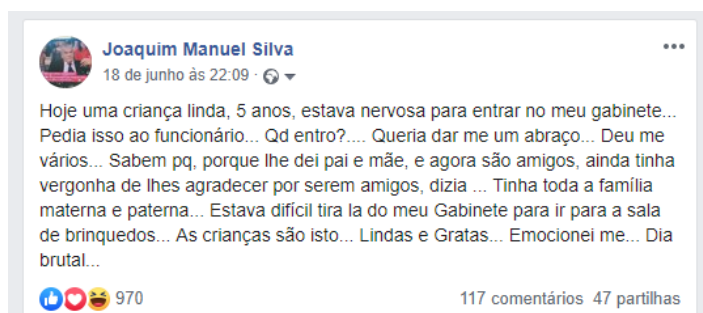 Joaquim Manuel Silva
18 de junho às 22:09 ·
Hoje uma criança linda, 5 anos, estava nervosa para entrar no meu gabinete...
Pedia isso ao funcionário... Qd entro?.... Queria dar me um abraço... Deu me
vários... Sabem pq, porque lhe dei pai e mãe, e agora são amigos, ainda tinha
vergonha de lhes agradecer por serem amigos, dizia ... Tinha toda a família
materna e paterna... Estava difícil tira la do meu Gabinete para ir para a sala
de brinquedos... As crianças são isto... Lindas e Gratas... Emocionei me... Dia
brutal...
970
117 comentários 47 partilhas